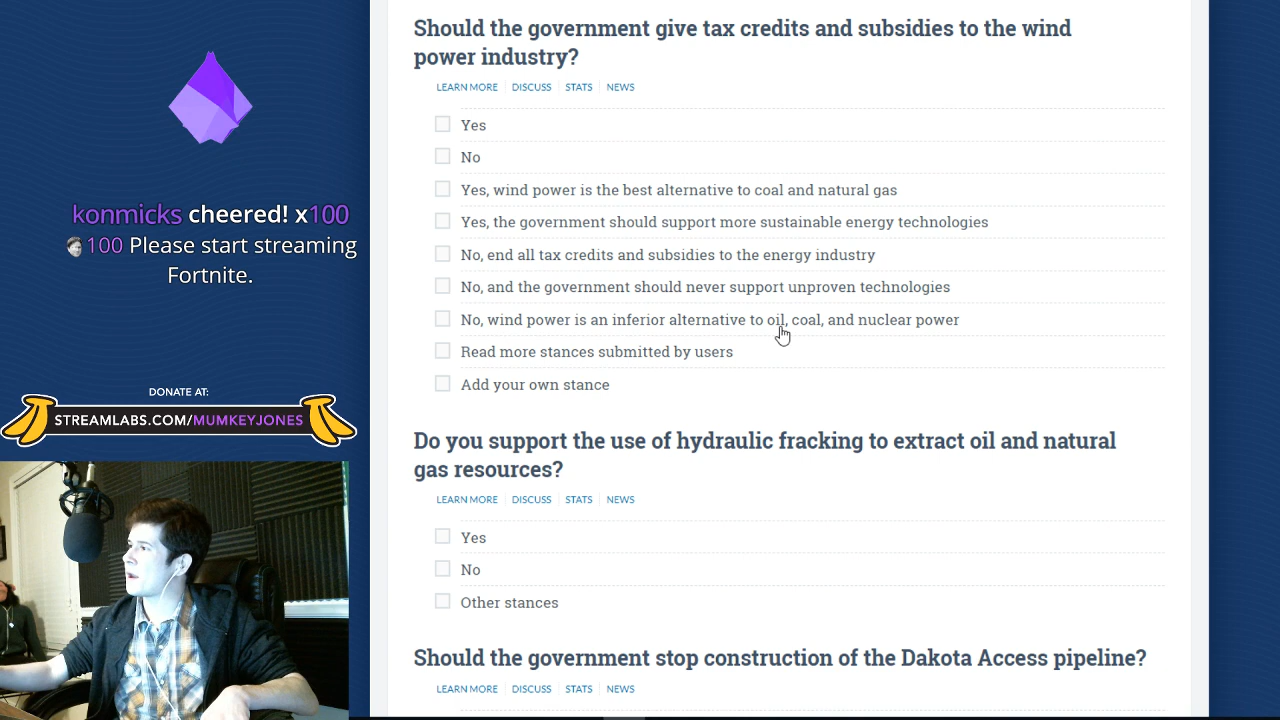 konmicks cheered! x100
100 Please start streaming
Fortnite.
DONATE AT:
STREAMLABS.COM/MUMKEYJONES
Should the government give tax credits and subsidies to the wind
power industry?
LEARN MORE DISCUSS STATS NEWS
Yes
No
Yes, wind power is the best alternative to coal and natural gas
Yes, the government should support more sustainable energy technologies
No, end all tax credits and subsidies to the energy industry
No, and the government should never support unproven technologies
No, wind power is an inferior alternative to oil, coal, and nuclear power
Read more stances submitted by users
Add your own stance
Do you support the use of hydraulic fracking to extract oil and natural
gas resources?
LEARN MORE DISCUSS STATS NEWS
Yes
No
Other stances
Should the government stop construction of the Dakota Access pipeline?
LEARN MORE DISCUSS STATS NEWS